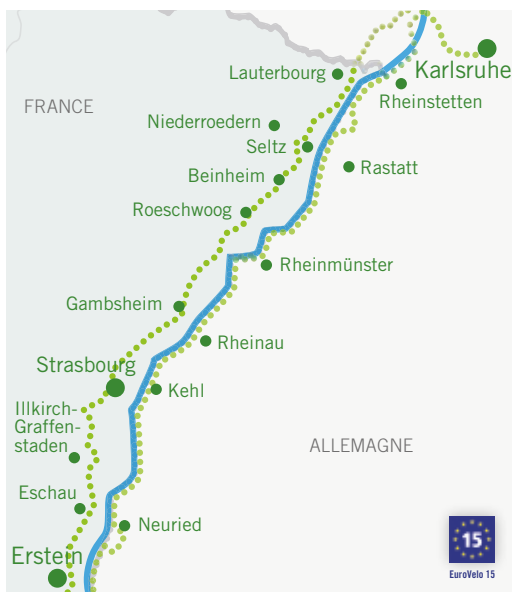 Lauterbourg
Karlsruhe
FRANCE
Rheinstetten
Niederroedern
Seltz
Rastatt
Beinheim
Roeschwoog
Rheinmünster
Gambsheim
Rheinau
Strasbourg
Kehl
Illkirch-
Graffen-
staden
ALLEMAGNE
Eschau
Neuried
15
Erstein
EuroVelo 15